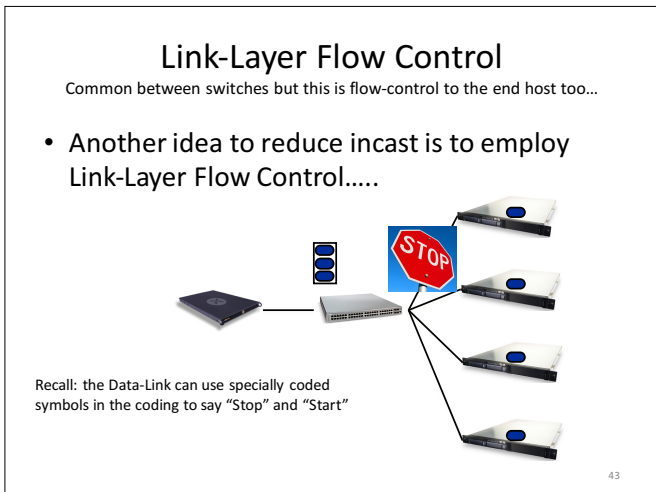 Link-Layer Flow Control
Common between switches but this is flow-control to the end host too…
• Another idea to reduce incast is to employ
Link-Layer Flow Control…..
STOP
Recall: the Data-Link can use specially coded
symbols in the coding to say “Stop” and “Start”
43